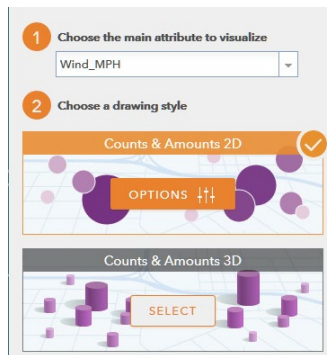 1 Choose the main attribute to visualize
Wind_MPH
2 Choose a drawing style
Counts & Amounts 2D
OPTIONS
Counts & Amounts 3D
SELECT